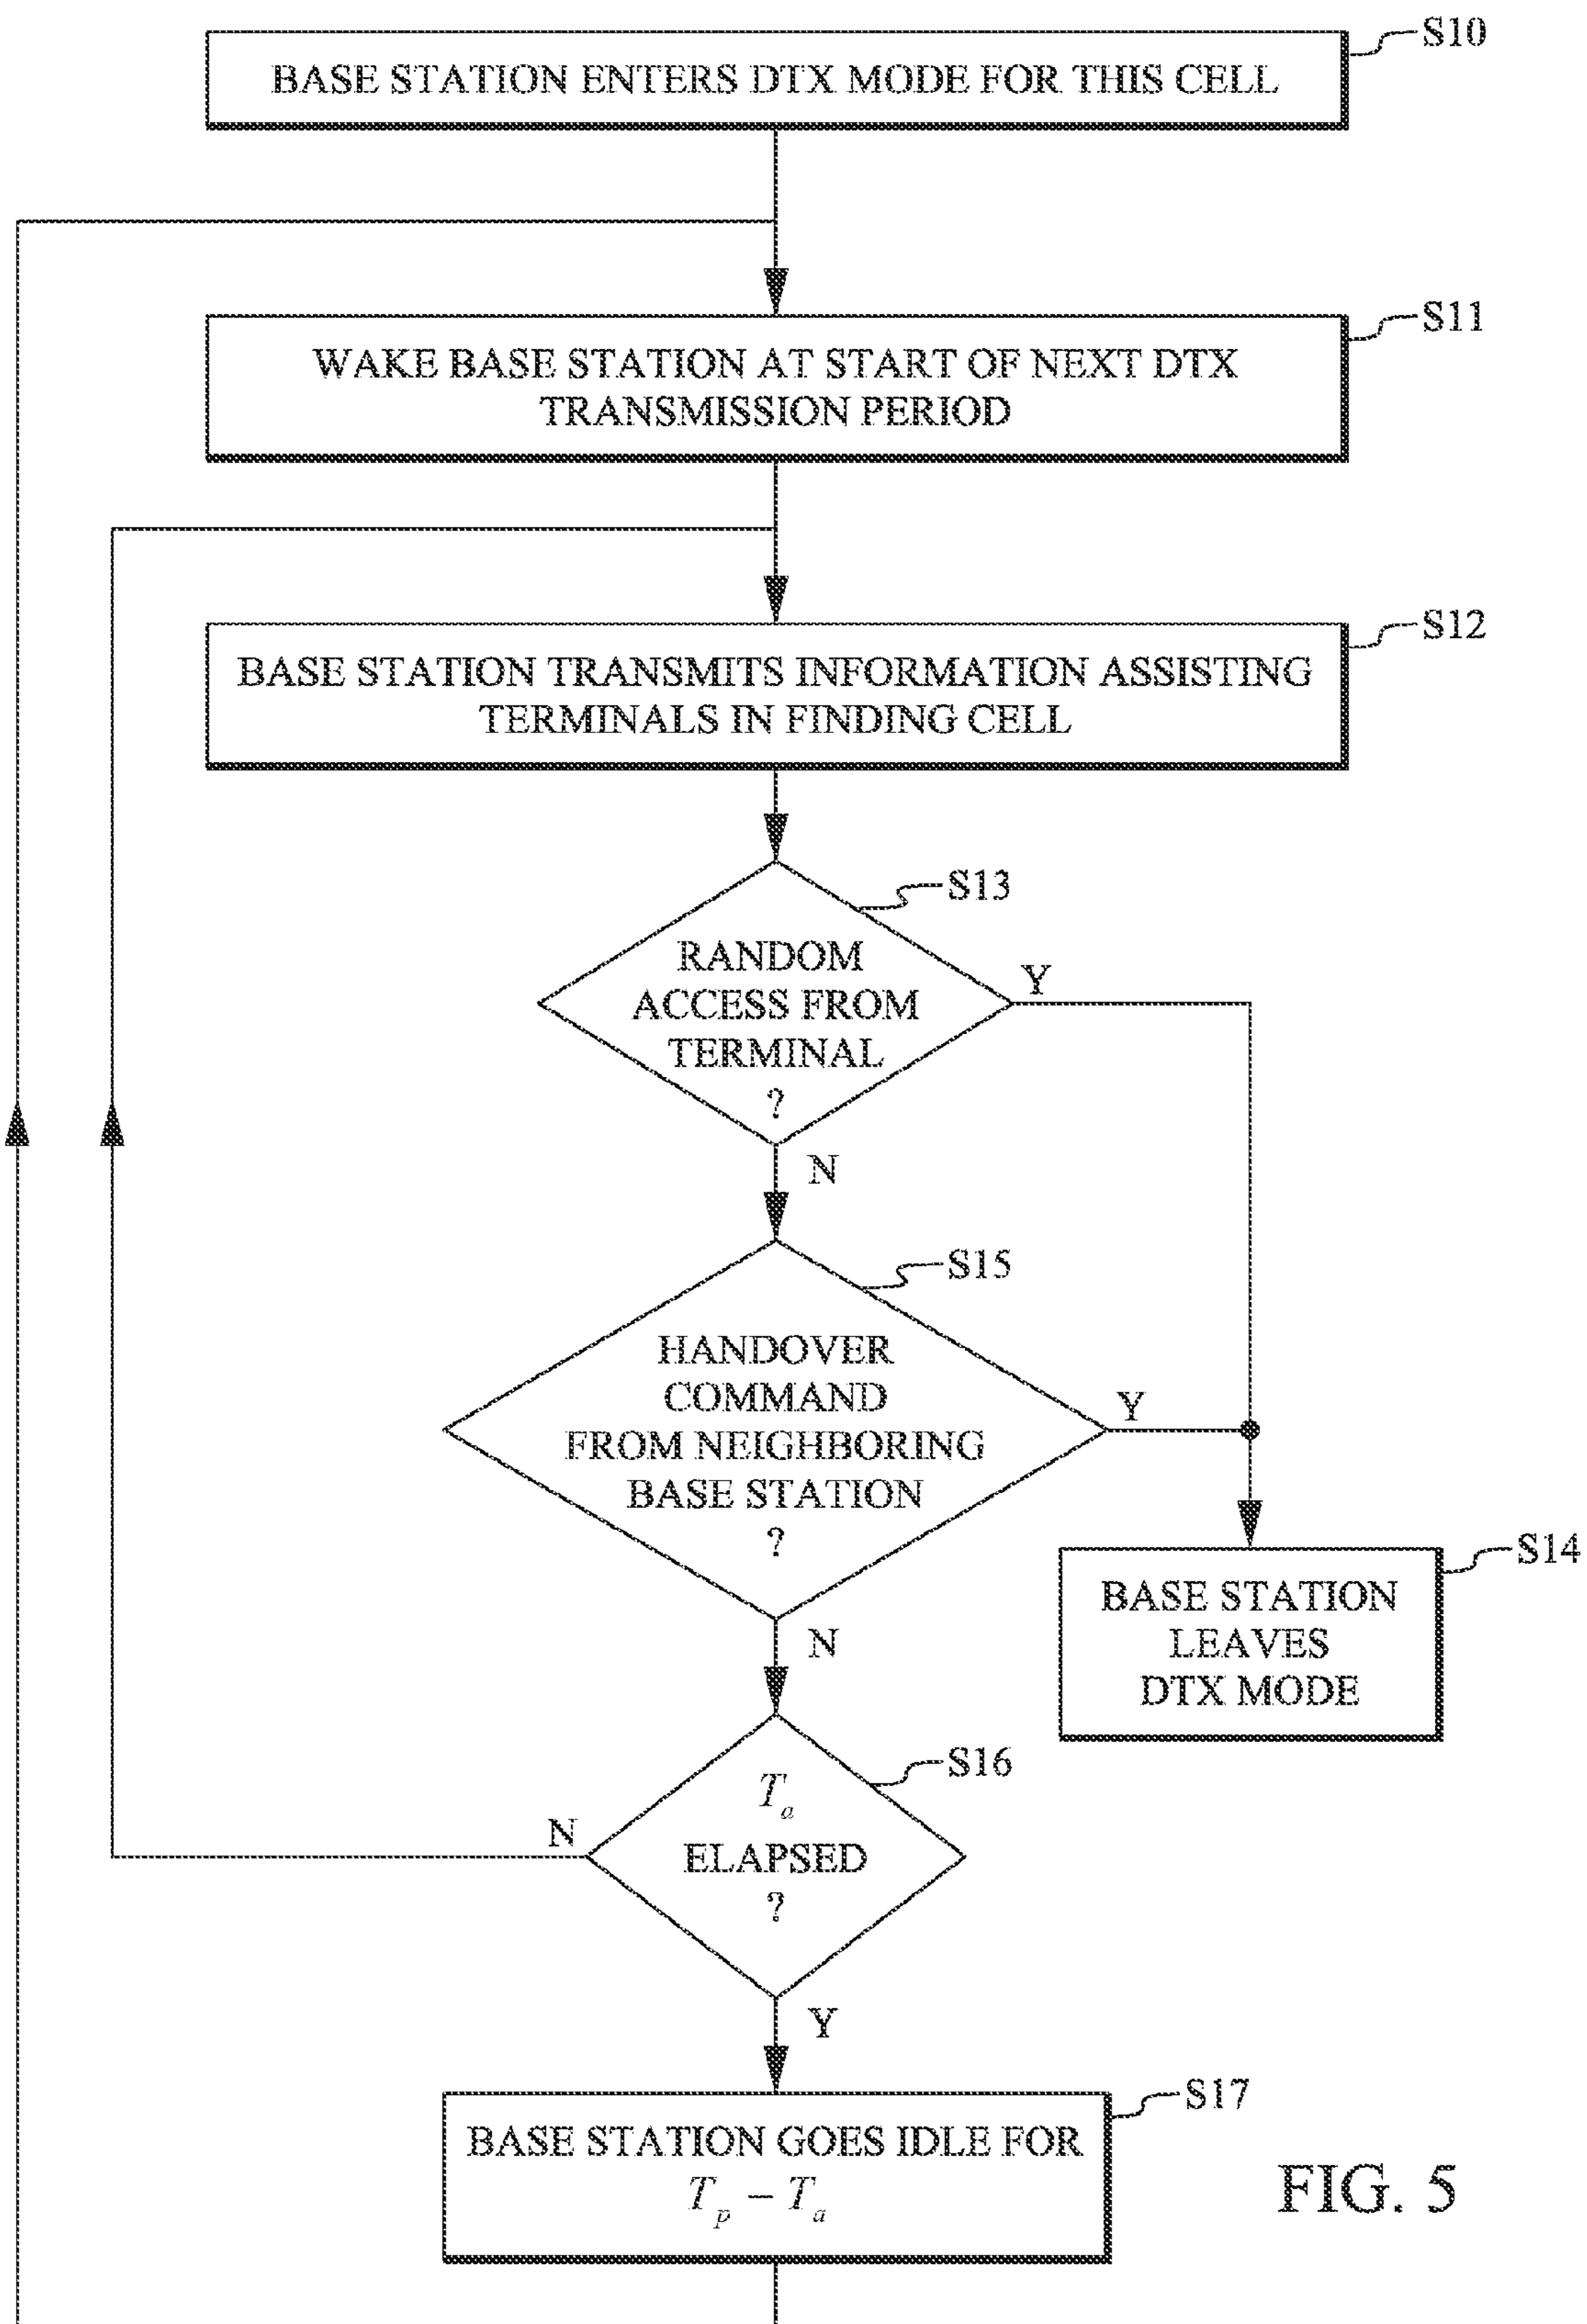 S10
BASE STATION ENTERS DTX MODE FOR THIS CELL
S11
WAKE BASE STATION AT START OF NEXT DTX
TRANSMISSION PERIOD
S12
BASE STATION TRANSMITS INFORMATION ASSISTING
TERMINALS IN FINDING CELL
S13
RANDOM
ACCESS FROM
TERMINAL
?
Y
N
S15
HANDOVER
COMMAND
FROM NEIGHBORING
BASE STATION
?
Y
N
S14
BASE STATION
LEAVES
DTX MODE
S16
T_a
ELAPSED
?
N
Y
S17
BASE STATION GOES IDLE FOR
T_p – T_a
FIG. 5